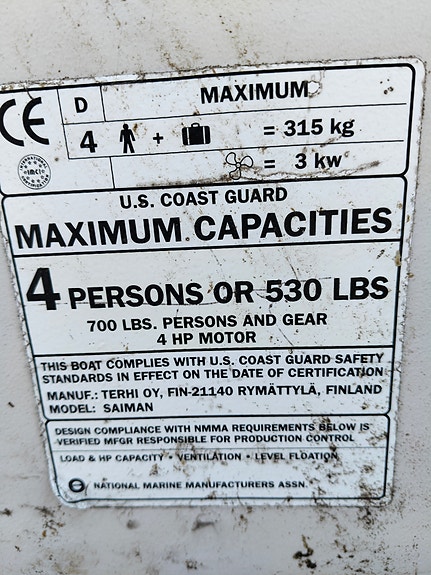 CE
D
MAXIMUM
4 + = 315 kg
= 3 kw
IMCI
U.S. COAST GUARD
MAXIMUM CAPACITIES
4 PERSONS OR 530 LBS
700 LBS. PERSONS AND GEAR
4 HP MOTOR
THIS BOAT COMPLIES WITH U.S. COAST GUARD SAFETY
STANDARDS IN EFFECT ON THE DATE OF CERTIFICATION
MANUF.: TERHI OY, FIN-21140 RYMÄTTYLÄ, FINLAND
MODEL: SAIMAN
DESIGN COMPLIANCE WITH NMMA REQUIREMENTS BELOW IS
VERIFIED MFGR RESPONSIBLE FOR PRODUCTION CONTROL
LOAD & HP CAPACITY • VENTILATION • LEVEL FLOATION
NATIONAL MARINE MANUFACTURERS ASSN.